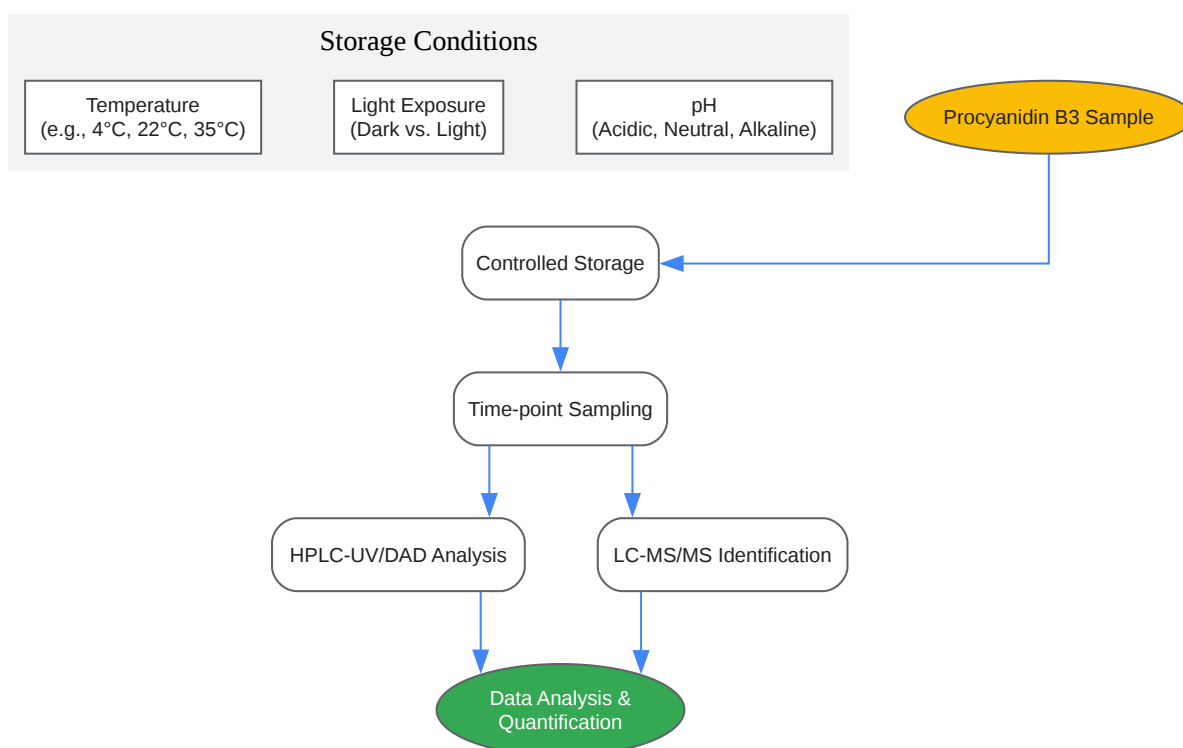 Storage Conditions
Temperature
(e.g., 4°C, 22°C, 35°C)
Light Exposure
(Dark vs. Light)
pH
(Acidic, Neutral, Alkaline)
Procyanidin B3 Sample
Controlled Storage
Time-point Sampling
HPLC-UV/DAD Analysis
LC-MS/MS Identification
Data Analysis &
Quantification